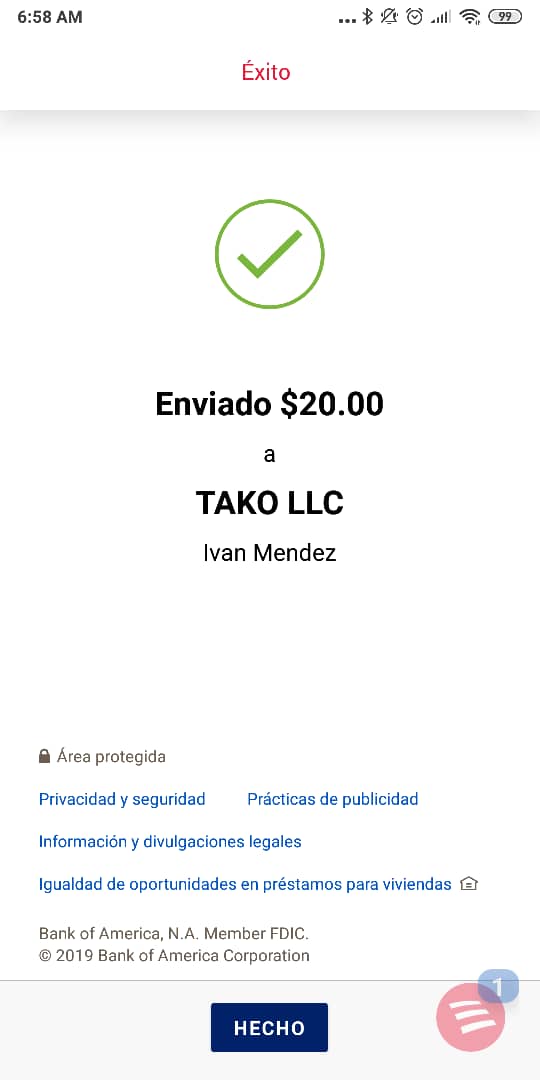 6:58 AM
99
Éxito
Enviado $20.00
a
TAKO LLC
Ivan Mendez
Área protegida
Privacidad y seguridad
Prácticas de publicidad
Información y divulgaciones legales
Igualdad de oportunidades en préstamos para viviendas
Bank of America, N.A. Member FDIC.
© 2019 Bank of America Corporation
1
HECHO